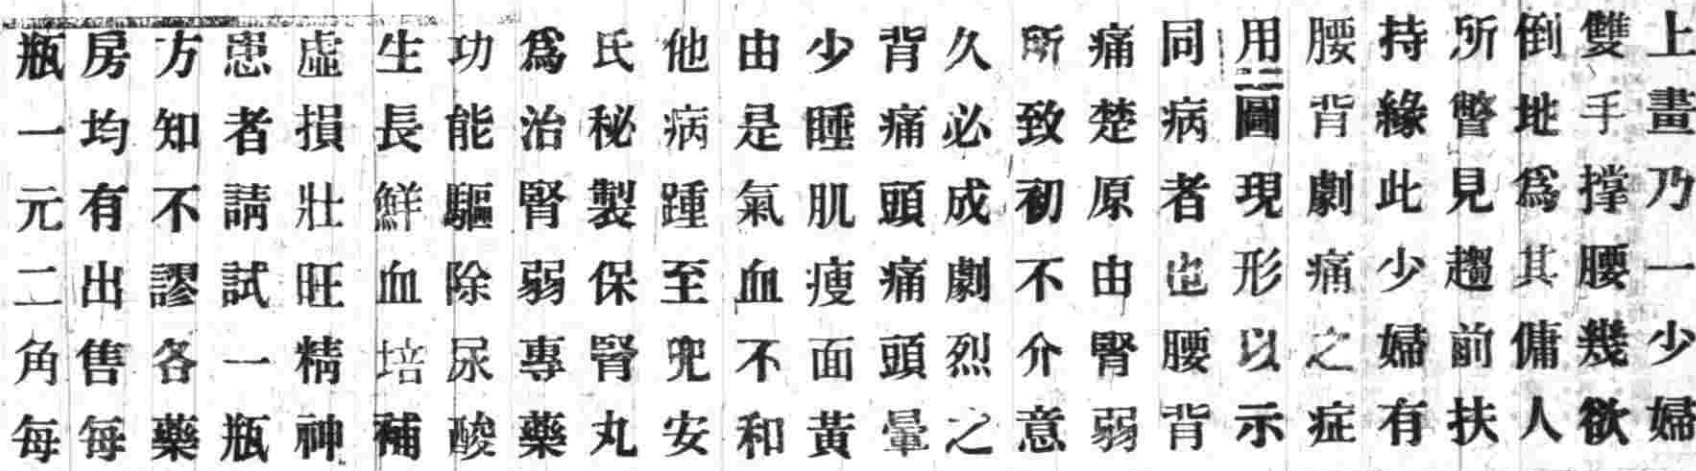 上畫乃一少婦
雙手撑腰幾欲
倒地爲其傭人
所瞥見趨前扶
持緣此少婦有
腰背劇痛之症
用圖現形以示
同病者也腰背
痛楚原由腎弱
所致初不介意
久必成劇烈之
背痛頭痛頭暈
少睡肌瘦面黃
由是氣血不和
他病踵至兜安
氏秘製保腎丸
爲治腎弱專藥
功能驅除尿酸
生長鮮血培補
虛損壯旺精神
患者請試一瓶
方知不謬各藥
房均有出售每
瓶一元二角每